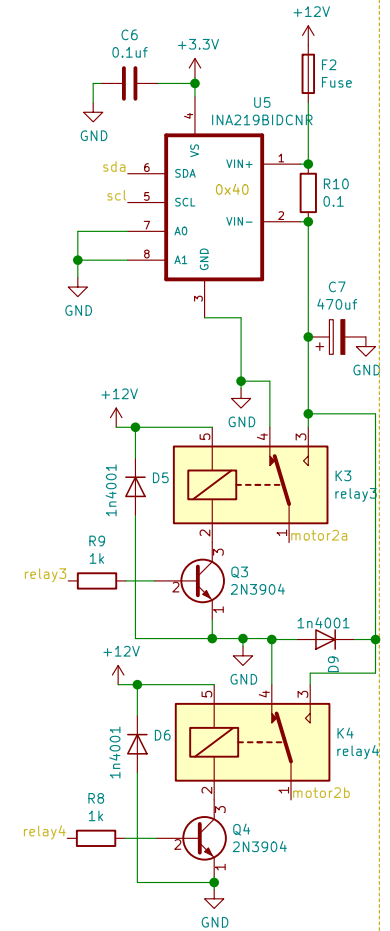 +12V
C6
0.1uf
+3.3V
F2
Fuse
U5
INA219BIDCNR
GND
4
VS
sda
6
SDA
VIN+
1
R10
0.1
0x40
scl
5
SCL
VIN-
2
7
A0
8
A1
GND
3
GND
C7
470uf
+
GND
GND
+12V
5
4
3
1n4001
D5
K3
relay3
2
1
motor2a
R9
1k
relay3
2
3
1
Q3
2N3904
1n4001
D9
GND
+12V
5
4
3
1n4001
D6
K4
relay4
2
1
motor2b
R8
1k
relay4
2
3
1
Q4
2N3904
GND